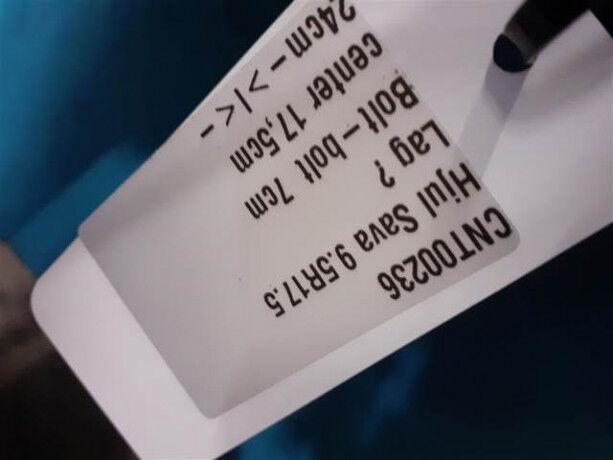 CNT00236
Hjul Sava 9.5R17.5
Lag ?
Bolt-bolt 7cm
center 17,5cm
24cm ->|<-